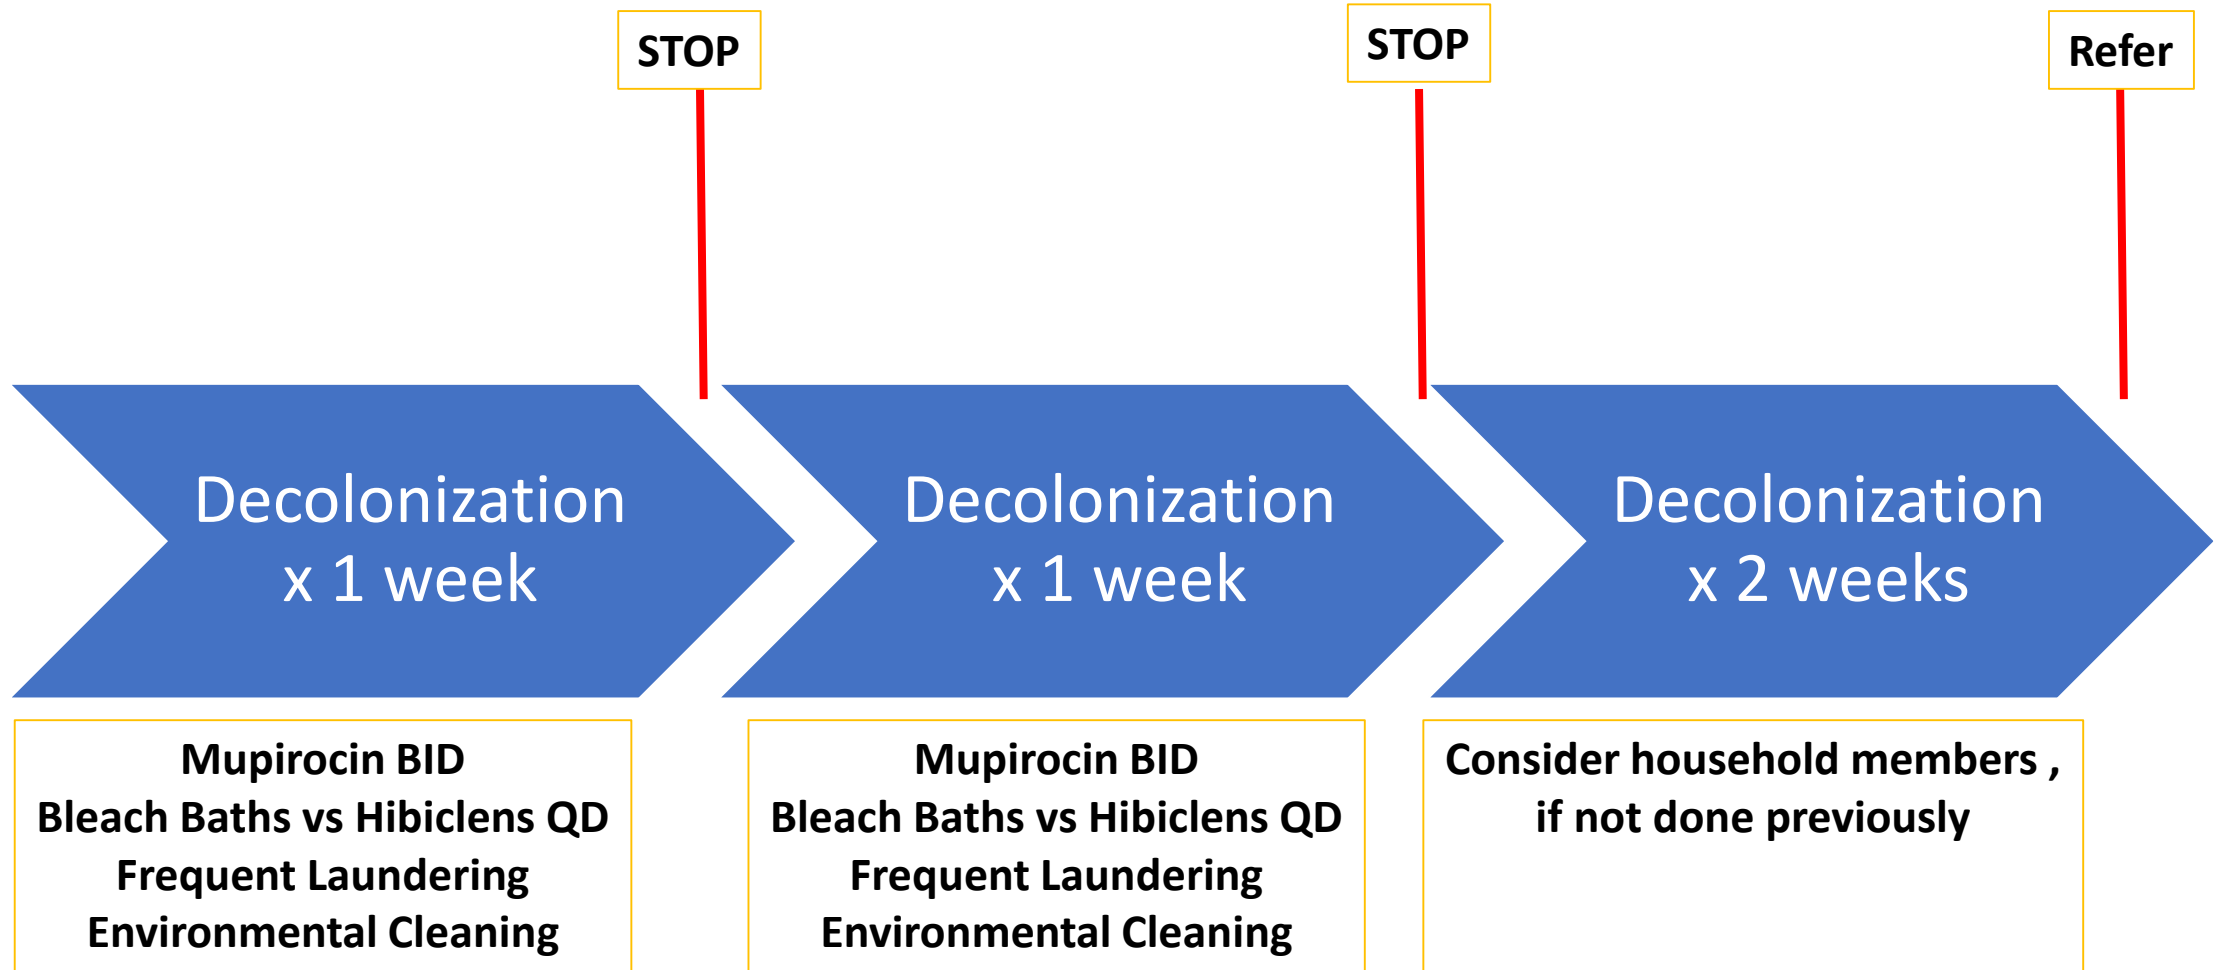 STOP
STOP
Refer
Decolonization
x 1 week
Decolonization
x 1 week
Decolonization
x 2 weeks
Mupirocin BID
Bleach Baths vs Hibiclens QD
Frequent Laundering
Environmental Cleaning
Mupirocin BID
Bleach Baths vs Hibiclens QD
Frequent Laundering
Environmental Cleaning
Consider household members ,
if not done previously